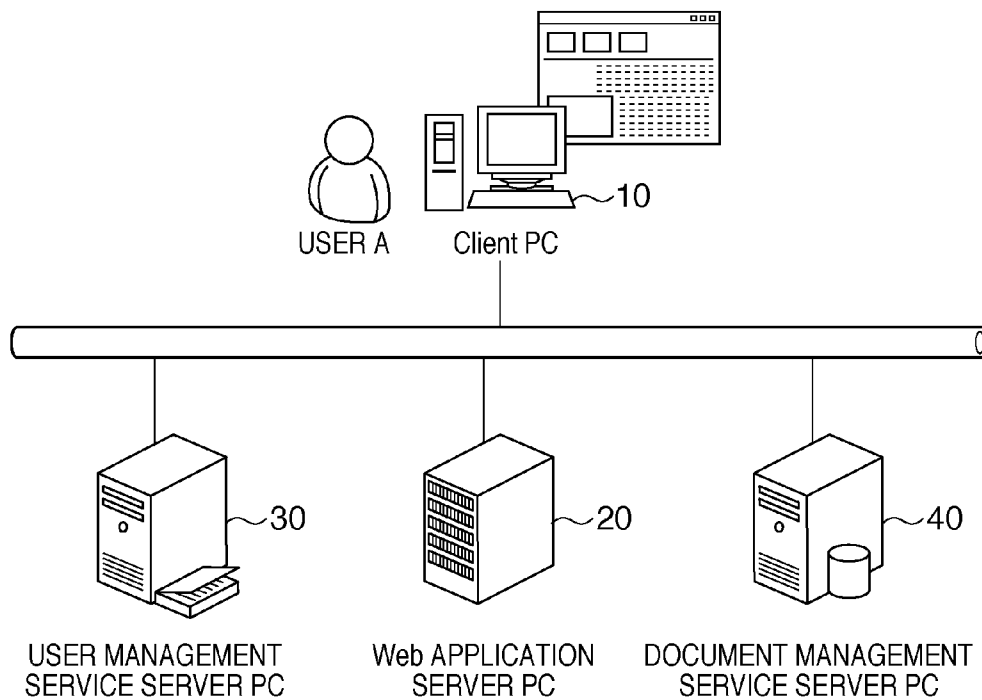 10
USER A
Client PC
30
20
40
USER MANAGEMENT
SERVICE SERVER PC
Web APPLICATION
SERVER PC
DOCUMENT MANAGEMENT
SERVICE SERVER PC